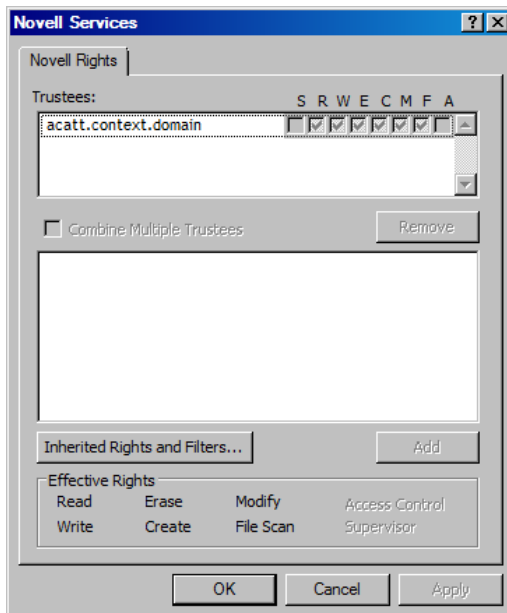 Novell Services
Novell Rights
Trustees: S R W E C M F A
acatt.context.domain
Combine Multiple Trustees Remove
Inherited Rights and Filters... Add
Effective Rights
Read Erase Modify Access Control
Write Create File Scan Supervisor
OK Cancel Apply